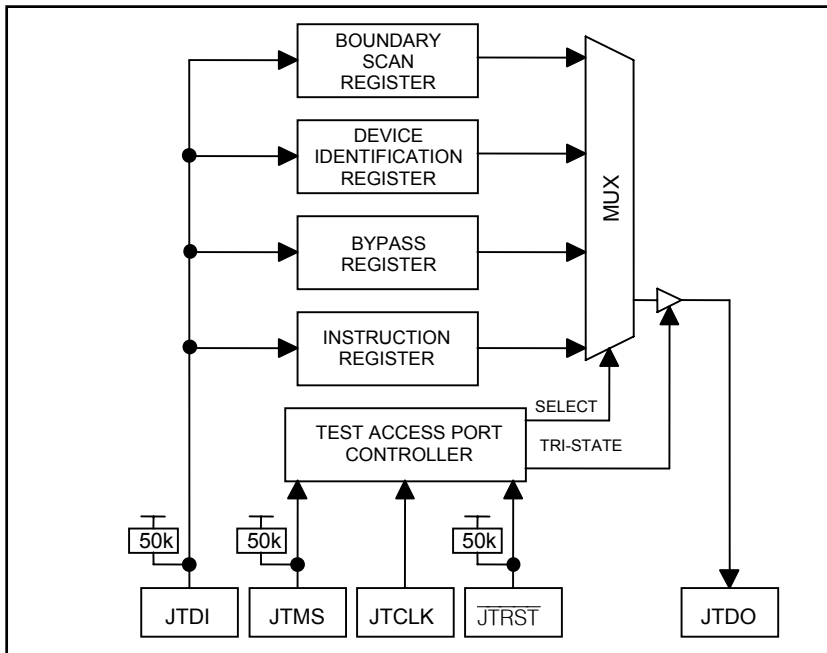 BOUNDARY
SCAN
REGISTER
DEVICE
IDENTIFICATION
REGISTER
BYPASS
REGISTER
INSTRUCTION
REGISTER
MUX
SELECT
TEST ACCESS PORT
CONTROLLER
TRI-STATE
50k
50k
50k
JTDI
JTMS
JTCLK
JTRST
JTDO